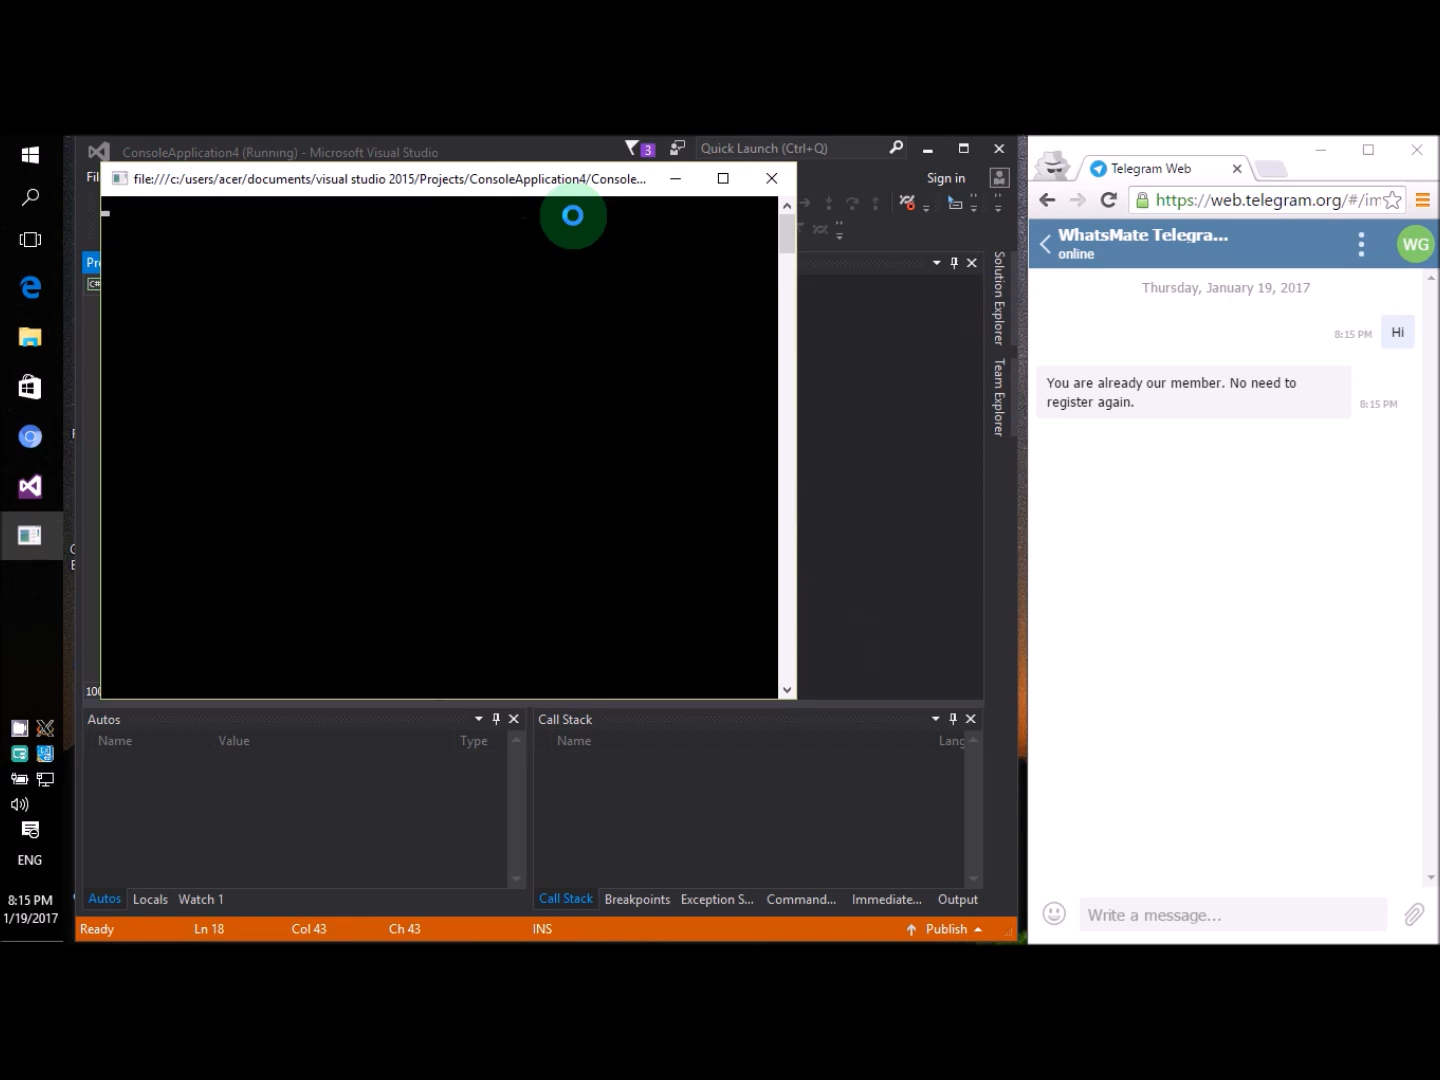 ConsoleApplication4 (Running) - Microsoft Visual Studio
3
Quick Launch (Ctrl+Q)
file:///c:/users/acer/documents/visual studio 2015/Projects/ConsoleApplication4/Console...
Sign in
Solution Explorer
Team Explorer
Autos
Name Value Type
Call Stack
Name
Autos Locals Watch 1
Call Stack Breakpoints Exception S... Command... Immediate... Output
Ready Ln 18 Col 43 Ch 43 INS Publish
ENG
8:15 PM
1/19/2017
Telegram Web
https://web.telegram.org/#/im
WhatsMate Telegra...
online
WG
Thursday, January 19, 2017
8:15 PM Hi
You are already our member. No need to
register again.
8:15 PM
Write a message...